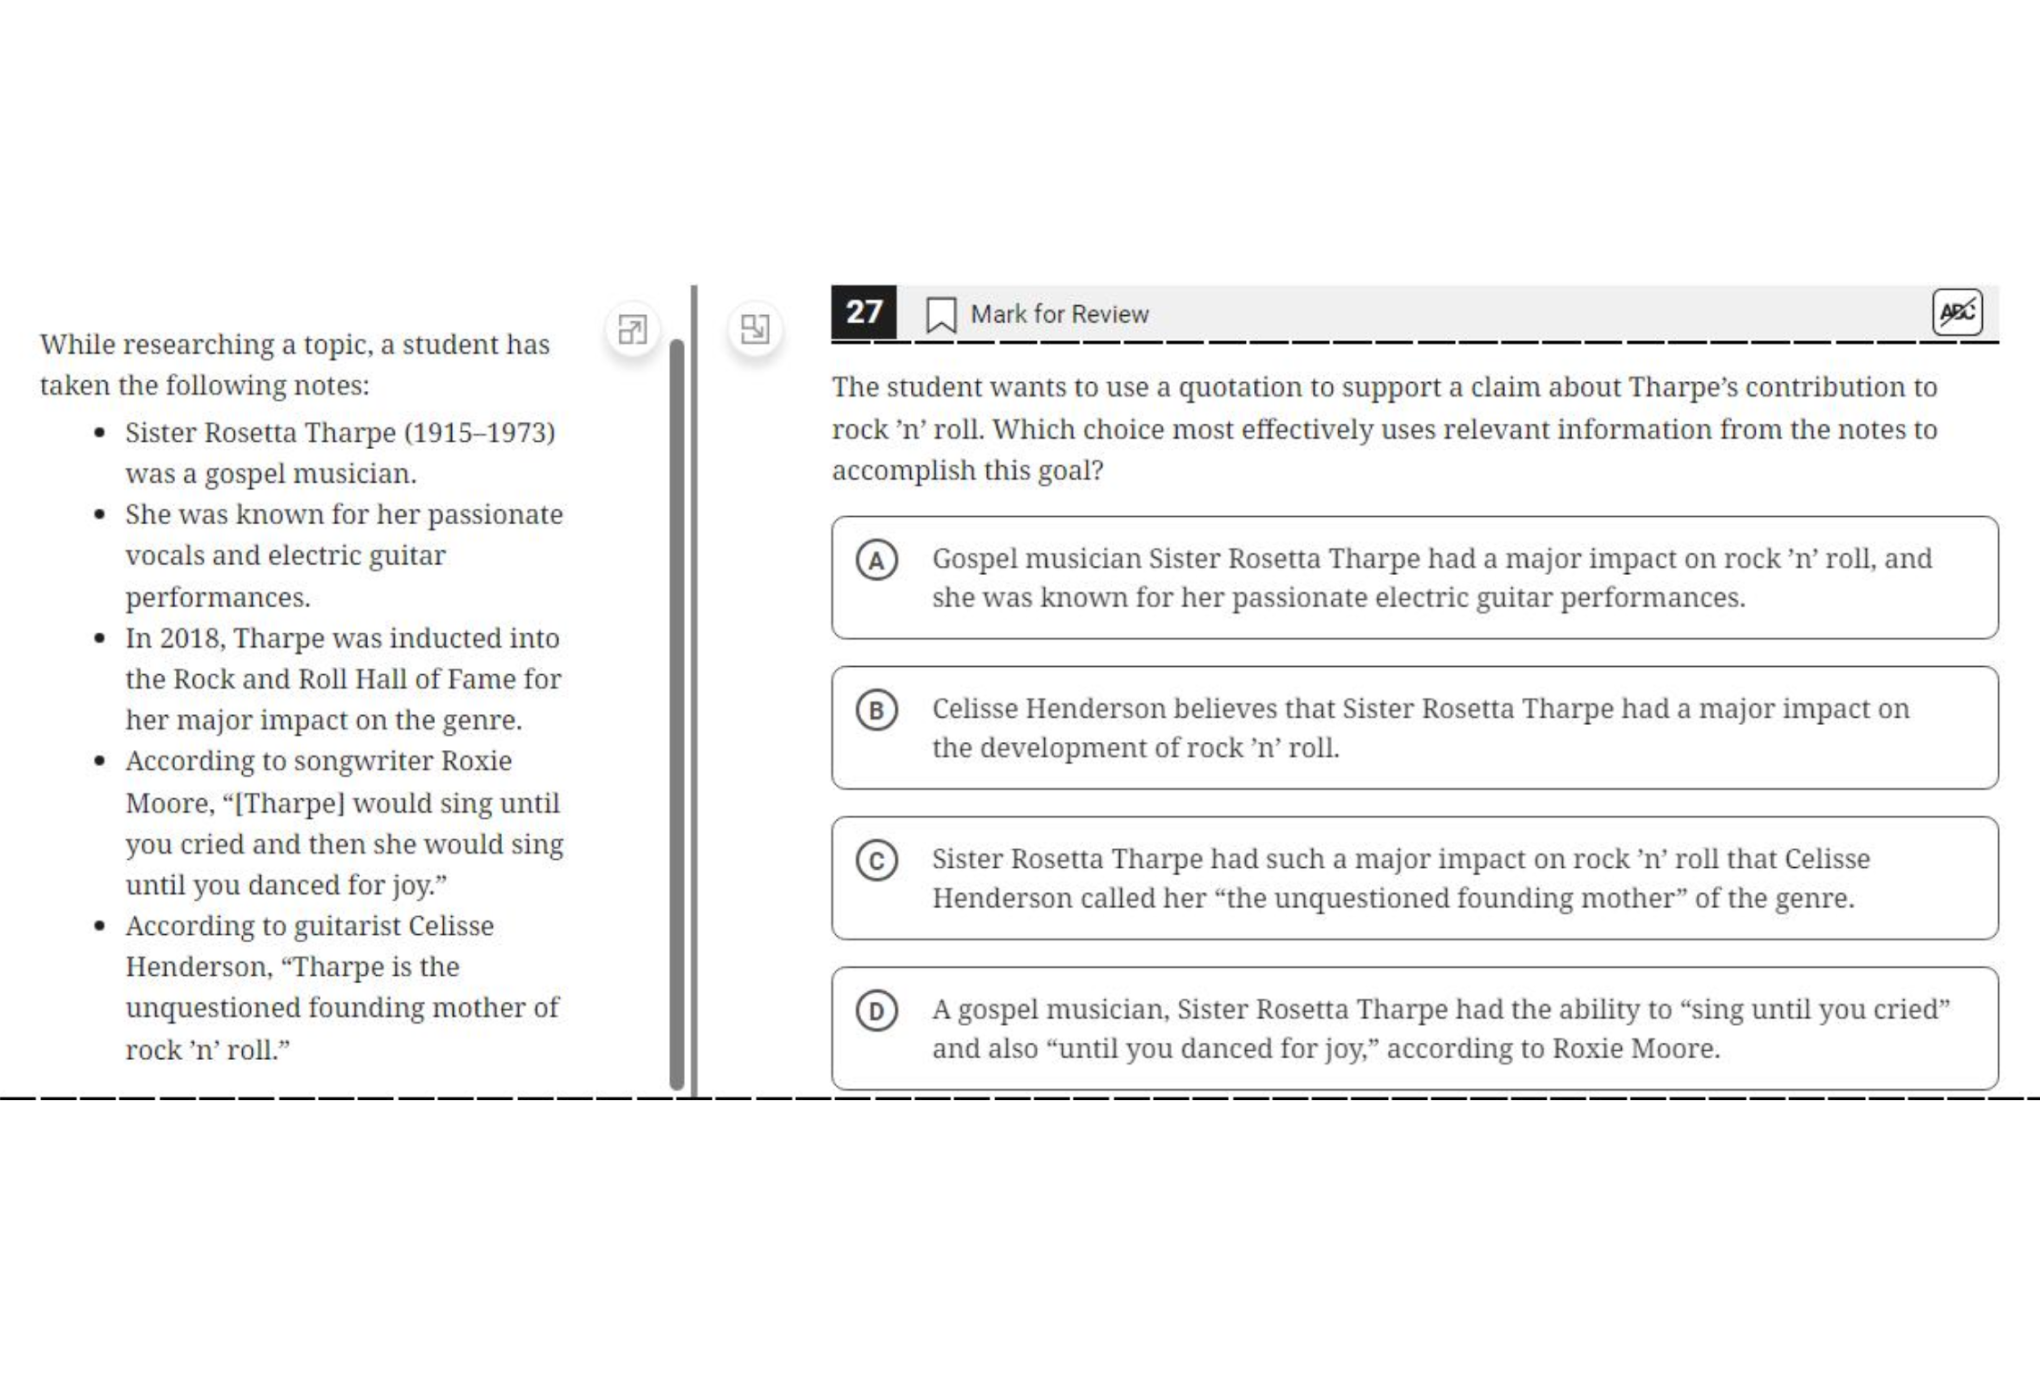 While researching a topic, a student has
taken the following notes:
• Sister Rosetta Tharpe (1915–1973)
was a gospel musician.
• She was known for her passionate
vocals and electric guitar
performances.
• In 2018, Tharpe was inducted into
the Rock and Roll Hall of Fame for
her major impact on the genre.
• According to songwriter Roxie
Moore, “[Tharpe] would sing until
you cried and then she would sing
until you danced for joy.”
• According to guitarist Celisse
Henderson, “Tharpe is the
unquestioned founding mother of
rock ’n’ roll.”
27 Mark for Review ABC
The student wants to use a quotation to support a claim about Tharpe’s contribution to
rock ’n’ roll. Which choice most effectively uses relevant information from the notes to
accomplish this goal?
A Gospel musician Sister Rosetta Tharpe had a major impact on rock ’n’ roll, and
she was known for her passionate electric guitar performances.
B Celisse Henderson believes that Sister Rosetta Tharpe had a major impact on
the development of rock ’n’ roll.
C Sister Rosetta Tharpe had such a major impact on rock ’n’ roll that Celisse
Henderson called her “the unquestioned founding mother” of the genre.
D A gospel musician, Sister Rosetta Tharpe had the ability to “sing until you cried”
and also “until you danced for joy,” according to Roxie Moore.